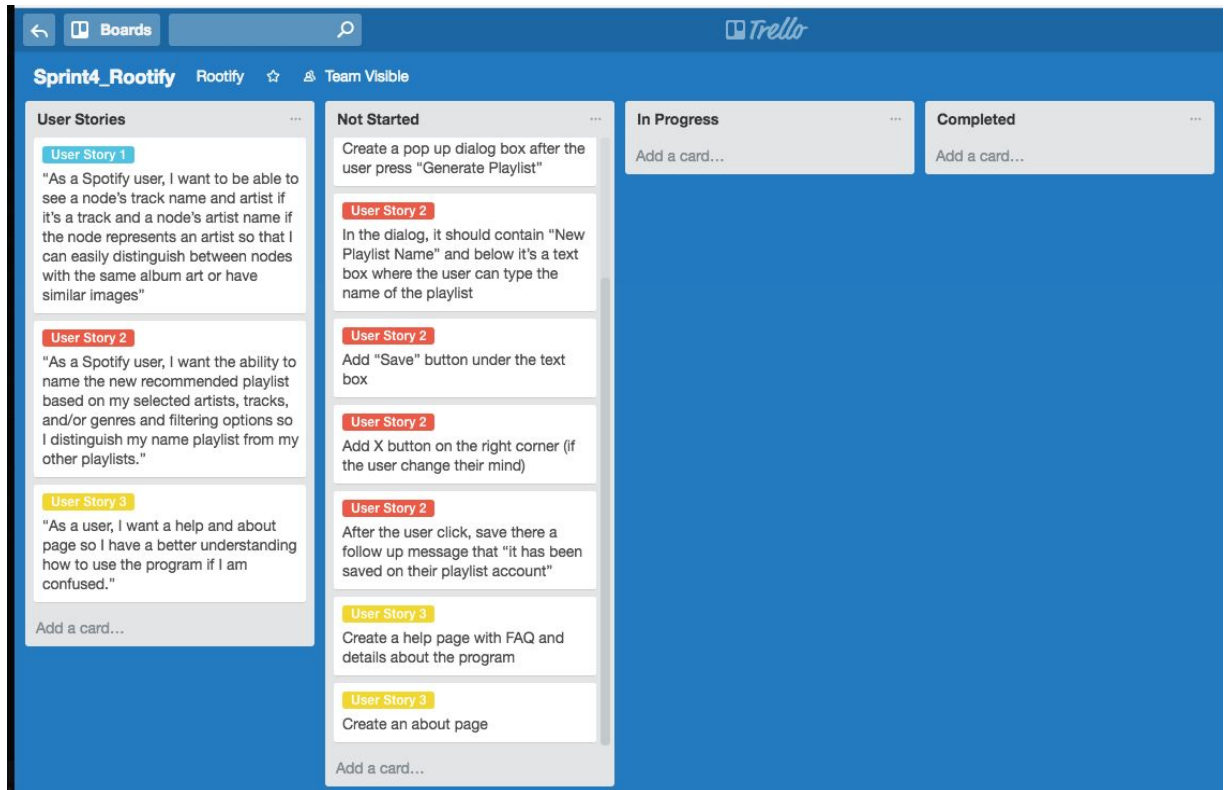 Boards
Trello
Sprint4_Rootify Rootify Team Visible
User Stories
User Story 1
"As a Spotify user, I want to be able to
see a node's track name and artist if
it's a track and a node's artist name if
the node represents an artist so that I
can easily distinguish between nodes
with the same album art or have
similar images"
User Story 2
"As a Spotify user, I want the ability to
name the new recommended playlist
based on my selected artists, tracks,
and/or genres and filtering options so
I distinguish my name playlist from my
other playlists."
User Story 3
"As a user, I want a help and about
page so I have a better understanding
how to use the program if I am
confused."
Add a card...
Not Started
Create a pop up dialog box after the
user press "Generate Playlist"
User Story 2
In the dialog, it should contain "New
Playlist Name" and below it's a text
box where the user can type the
name of the playlist
User Story 2
Add "Save" button under the text
box
User Story 2
Add X button on the right corner (if
the user change their mind)
User Story 2
After the user click, save there a
follow up message that "it has been
saved on their playlist account"
User Story 3
Create a help page with FAQ and
details about the program
User Story 3
Create an about page
Add a card...
In Progress
Add a card...
Completed
Add a card...